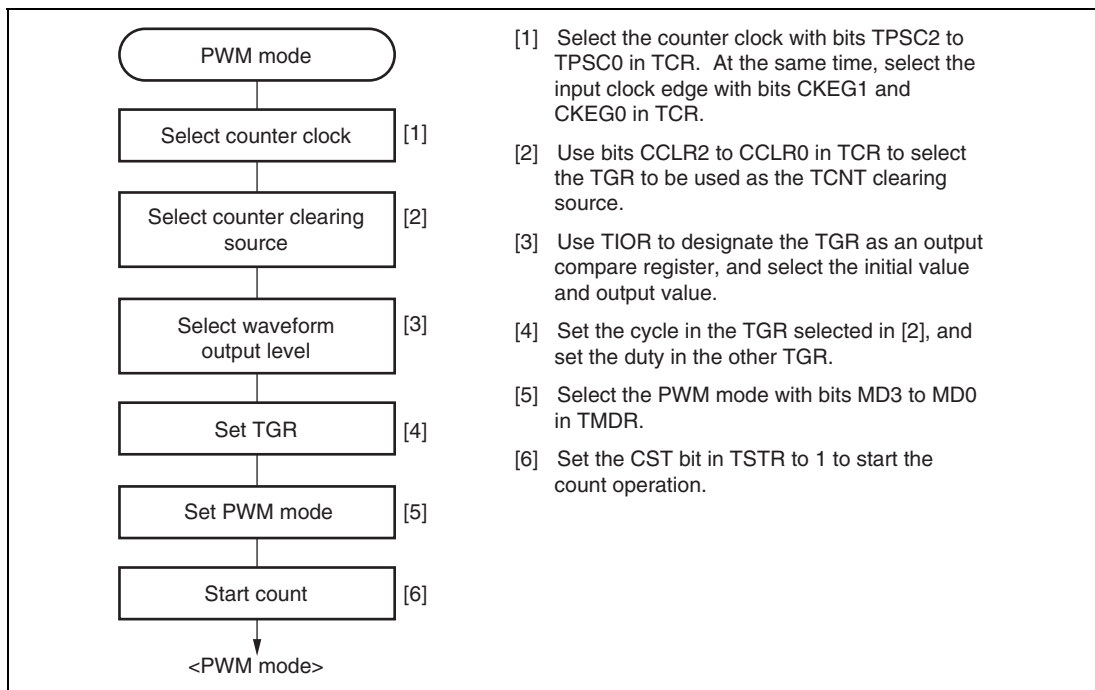 PWM mode
Select counter clock
[1]
Select counter clearing
source
[2]
Select waveform
output level
[3]
Set TGR
[4]
Set PWM mode
[5]
Start count
[6]
<PWM mode>
[1] Select the counter clock with bits TPSC2 to
TPSC0 in TCR. At the same time, select the
input clock edge with bits CKEG1 and
CKEG0 in TCR.
[2] Use bits CCLR2 to CCLR0 in TCR to select
the TGR to be used as the TCNT clearing
source.
[3] Use TIOR to designate the TGR as an output
compare register, and select the initial value
and output value.
[4] Set the cycle in the TGR selected in [2], and
set the duty in the other TGR.
[5] Select the PWM mode with bits MD3 to MD0
in TMDR.
[6] Set the CST bit in TSTR to 1 to start the
count operation.